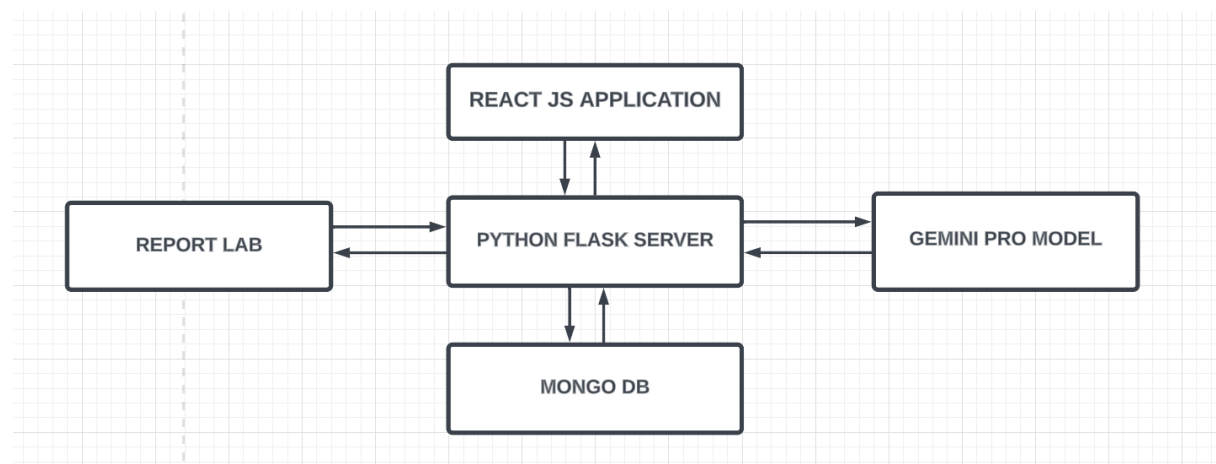 REACT JS APPLICATION
REPORT LAB
PYTHON FLASK SERVER
GEMINI PRO MODEL
MONGO DB